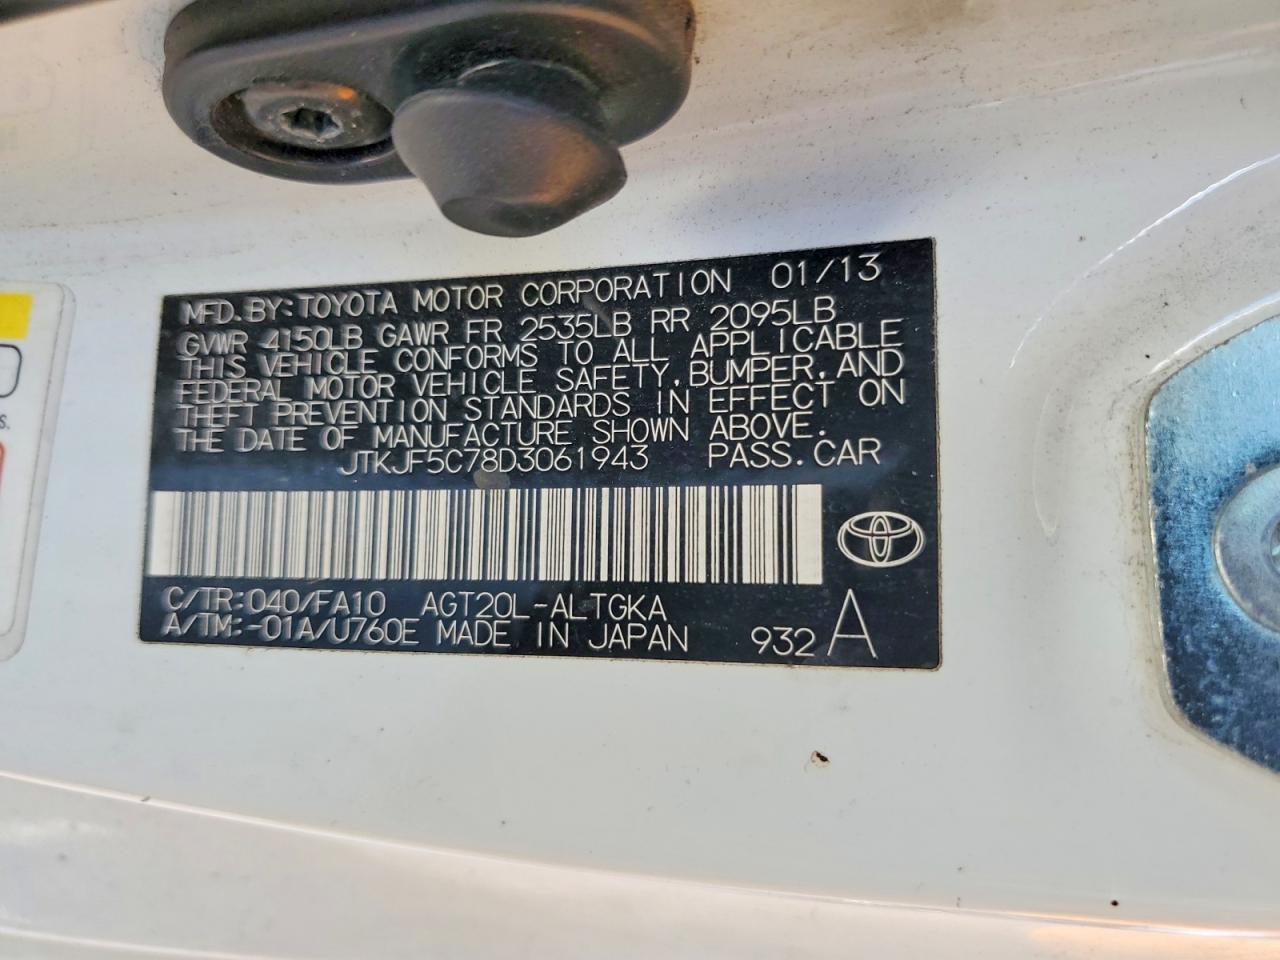 MFD. BY: TOYOTA MOTOR CORPORATION 01/13
GVWR 4150LB GAWR FR 2535LB RR 2095LB
THIS VEHICLE CONFORMS TO ALL APPLICABLE
FEDERAL MOTOR VEHICLE SAFETY, BUMPER, AND
THEFT PREVENTION STANDARDS IN EFFECT ON
THE DATE OF MANUFACTURE SHOWN ABOVE.
JTKJF5C78D3061943 PASS. CAR
C/TR: 040/FA10 AGT20L-ALTGKA
A/TM: -01A/U760E MADE IN JAPAN 932 A